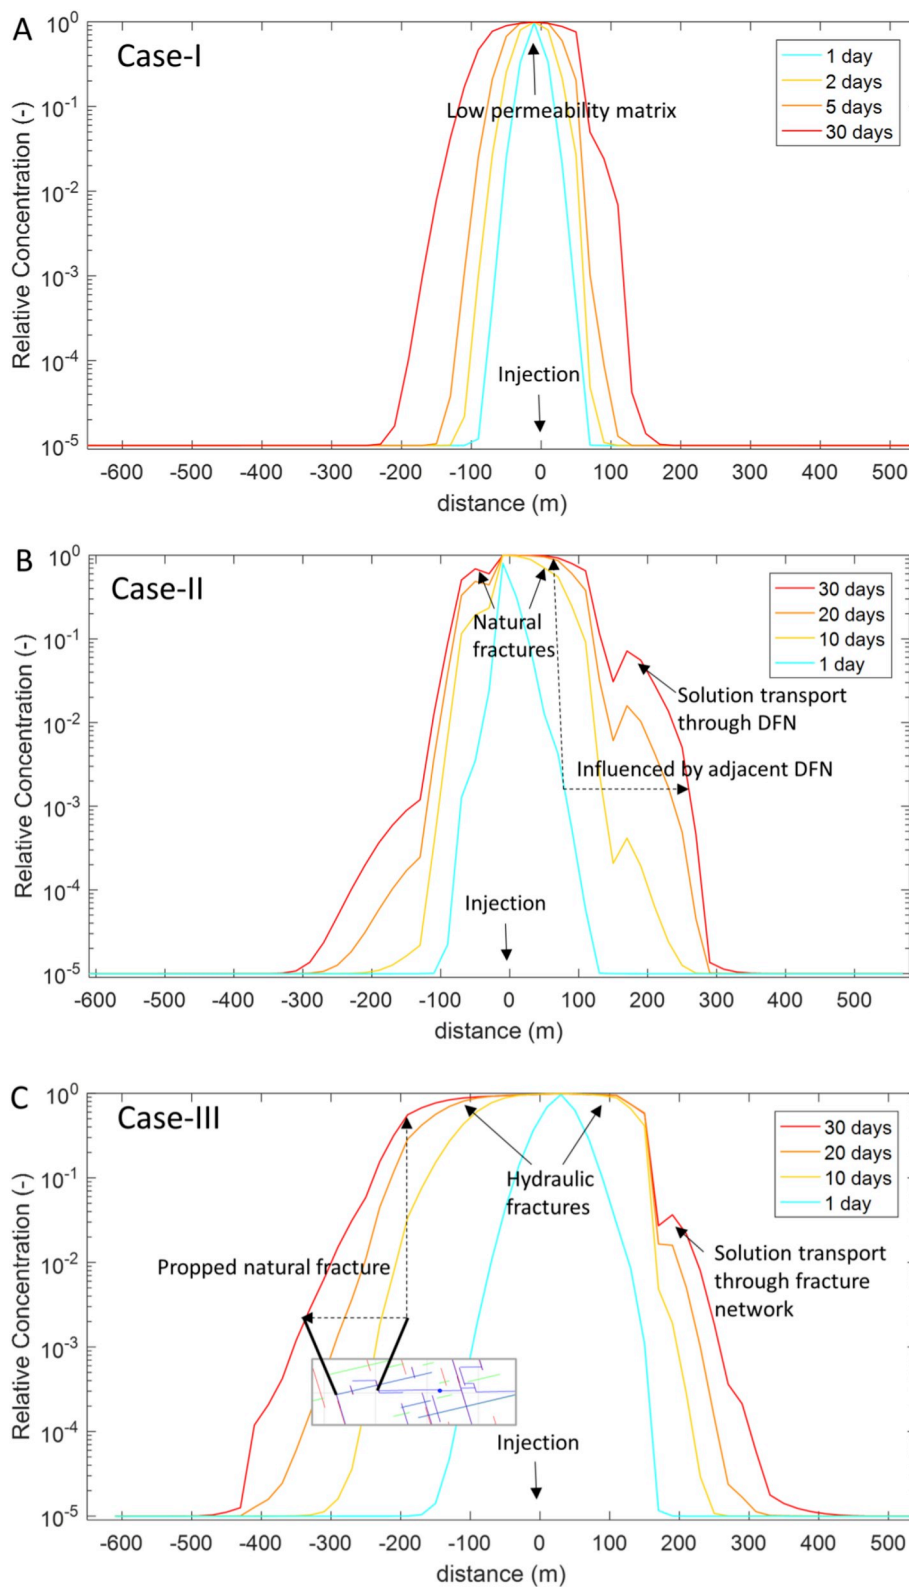 A
Case-I
10⁰
10⁻¹
10⁻²
10⁻³
10⁻⁴
10⁻⁵
Relative Concentration (-)
1 day
2 days
5 days
30 days
Low permeability matrix
Injection
-600 -500 -400 -300 -200 -100 0 100 200 300 400 500
distance (m)
B
Case-II
10⁰
10⁻¹
10⁻²
10⁻³
10⁻⁴
10⁻⁵
Relative Concentration (-)
30 days
20 days
10 days
1 day
Natural
fractures
Solution transport
through DFN
Influenced by adjacent DFN
Injection
-600 -500 -400 -300 -200 -100 0 100 200 300 400 500
distance (m)
C
Case-III
10⁰
10⁻¹
10⁻²
10⁻³
10⁻⁴
10⁻⁵
Relative Concentration (-)
30 days
20 days
10 days
1 day
Hydraulic
fractures
Propped natural fracture
Solution transport
through fracture
network
Injection
-600 -500 -400 -300 -200 -100 0 100 200 300 400 500
distance (m)